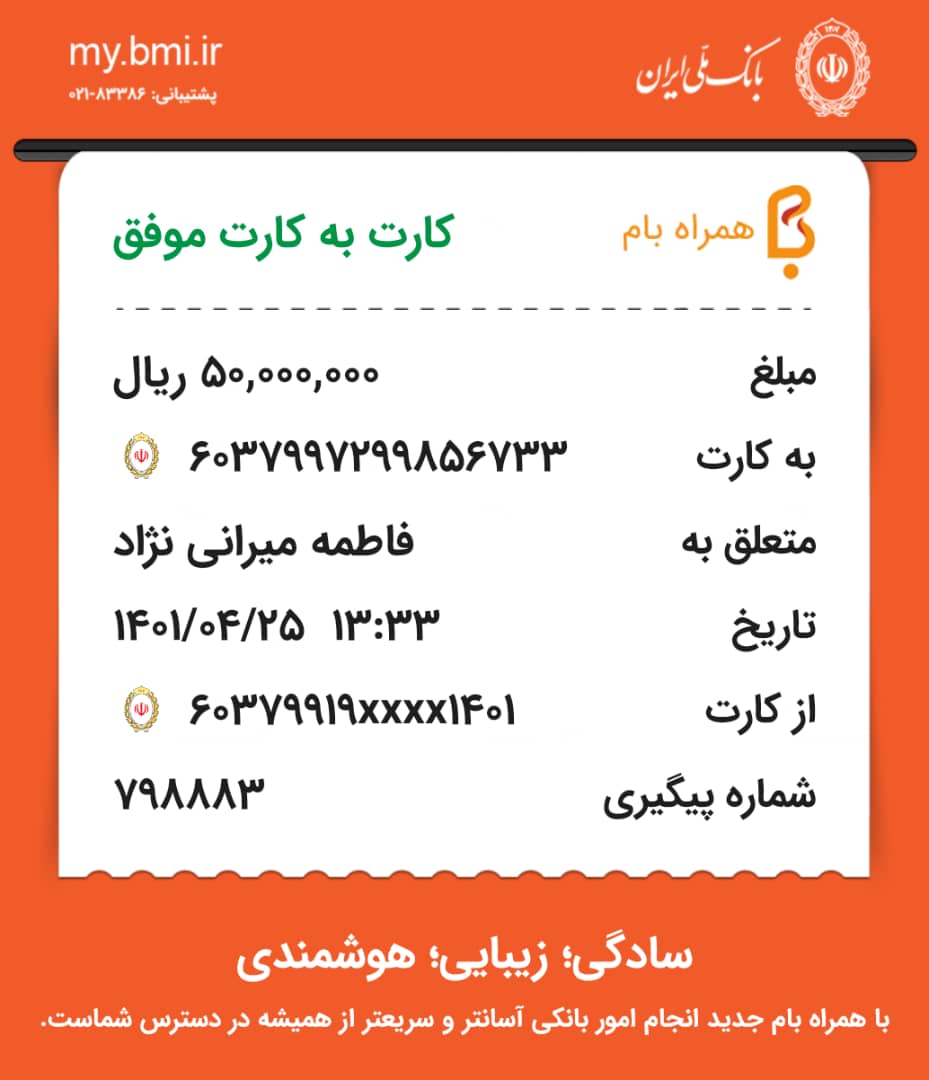 بانک ملّی ایران
my.bmi.ir
پشتیبانی: ۸۳۳۸۶-۰۲۱
همراه بام
کارت به کارت موفق
مبلغ ۵۰,۰۰۰,۰۰۰ ریال
به کارت ۶۰۳۷۹۹۷۲۹۹۸۵۶۷۳۳
متعلق به فاطمه میرانی نژاد
تاریخ ۱۴۰۱/۰۴/۲۵ ۱۳:۳۳
از کارت ۶۰۳۷۹۹۱۹xxxx۱۴۰۱
شماره پیگیری ۷۹۸۸۸۳
سادگی؛ زیبایی؛ هوشمندی
با همراه بام جدید انجام امور بانکی آسانتر و سریعتر از همیشه در دسترس شماست.